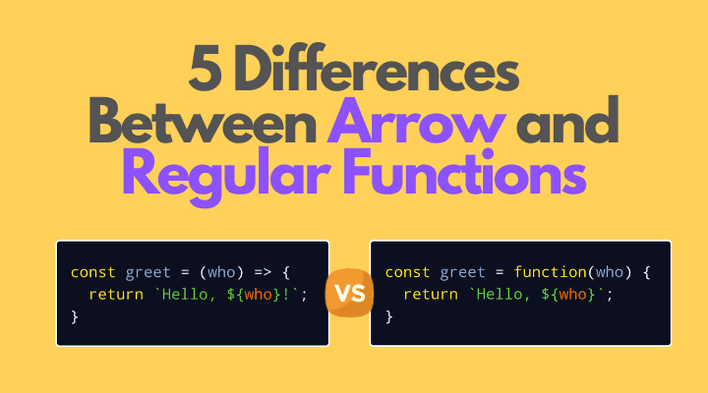 5 Differences
Between Arrow and
Regular Functions
const greet = (who) => {
  return `Hello, ${who}!`;
}
VS
const greet = function(who) {
  return `Hello, ${who}`;
}